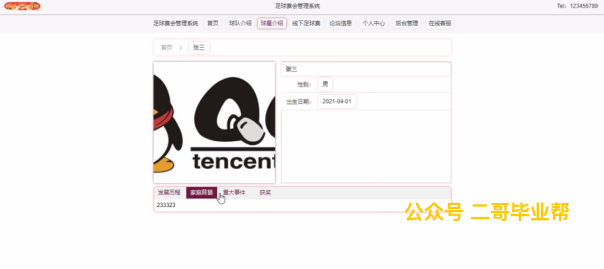 足球赛会管理系统
Tel: 123456789
足球赛会管理系统 首页 球队介绍 球星介绍 线下足球赛 论坛信息 个人中心 后台管理 在线客服
首页 / 张三
张三
性别: 男
出生日期: 2021-04-01
tencent
发展历程 家庭背景 重大事件 获奖
233323
公众号 二哥毕业帮